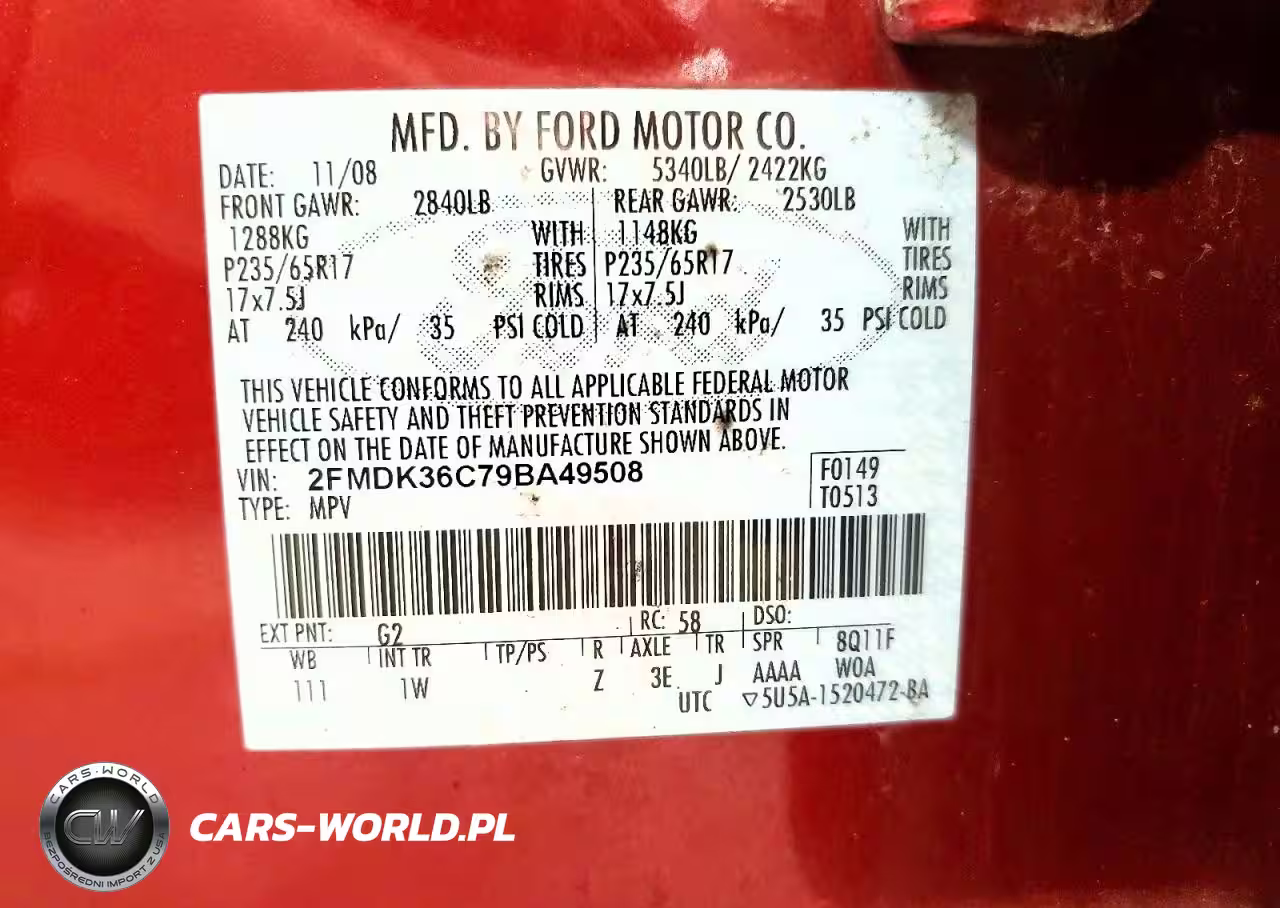 MFD. BY FORD MOTOR CO.
DATE: 11/08 GVWR: 5340LB/ 2422KG
FRONT GAWR: 2840LB REAR GAWR: 2530LB
1288KG WITH 1148KG WITH
P235/65R17 TIRES P235/65R17 TIRES
17x7.5J RIMS 17x7.5J RIMS
AT 240 kPa/ 35 PSI COLD AT 240 kPa/ 35 PSI COLD
THIS VEHICLE CONFORMS TO ALL APPLICABLE FEDERAL MOTOR
VEHICLE SAFETY AND THEFT PREVENTION STANDARDS IN
EFFECT ON THE DATE OF MANUFACTURE SHOWN ABOVE.
VIN: 2FMDK36C79BA49508 F0149
TYPE: MPV T0513
EXT PNT: G2 RC: 58 DSO:
WB INT TR TP/PS R AXLE TR SPR 8Q11F
111 1W Z 3E J AAAA WOA
UTC ▽5U5A-1520472-BA
CARS-WORLD
CW
BEZPOŚREDNI IMPORT Z USA
CARS-WORLD.PL